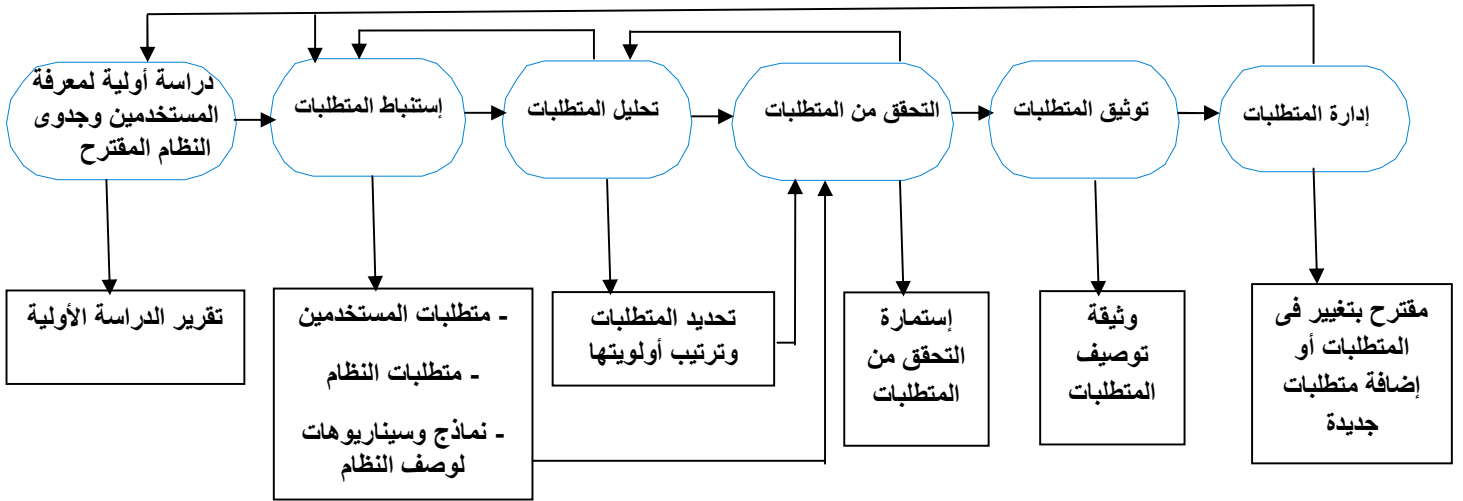 دراسة أولية لمعرفة
المستخدمين وجدوى
النظام المقترح
إستنباط المتطلبات
تحليل المتطلبات
التحقق من المتطلبات
توثيق المتطلبات
إدارة المتطلبات
تقرير الدراسة الأولية
- متطلبات المستخدمين
- متطلبات النظام
- نماذج وسيناريوهات
لوصف النظام
تحديد المتطلبات
وترتيب أولويتها
إستمارة
التحقق من
المتطلبات
وثيقة
توصيف
المتطلبات
مقترح بتغيير فى
المتطلبات أو
إضافة متطلبات
جديدة